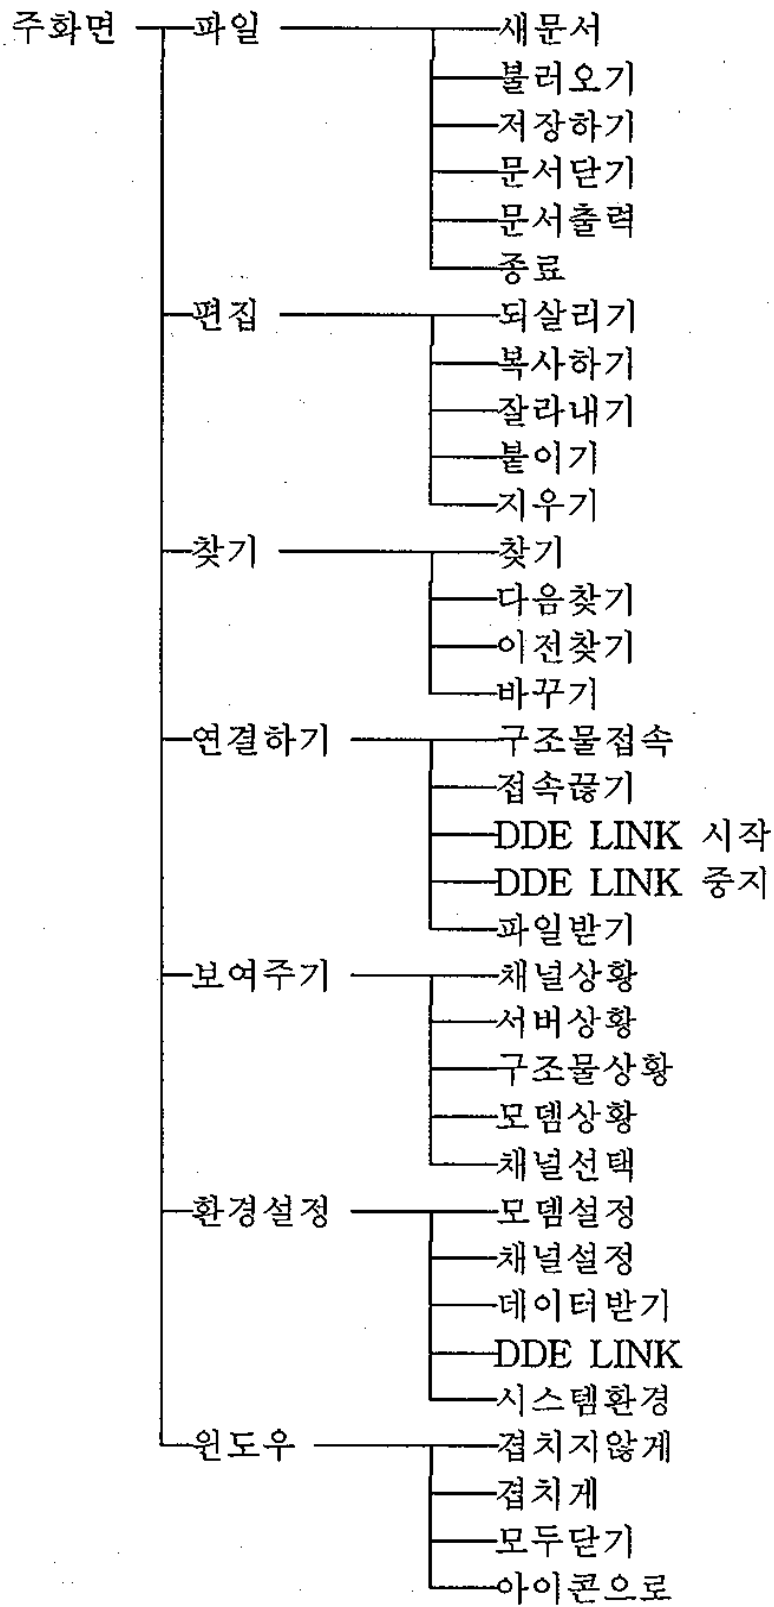 주화면 파일 새문서
불러오기
저장하기
문서닫기
문서출력
종료
편집 되살리기
복사하기
잘라내기
붙이기
지우기
찾기 찾기
다음찾기
이전찾기
바꾸기
연결하기 구조물접속
접속끊기
DDE LINK 시작
DDE LINK 중지
파일받기
보여주기 채널상황
서버상황
구조물상황
모뎀상황
채널선택
환경설정 모뎀설정
채널설정
데이터받기
DDE LINK
시스템환경
윈도우 겹치지않게
겹치게
모두닫기
아이콘으로